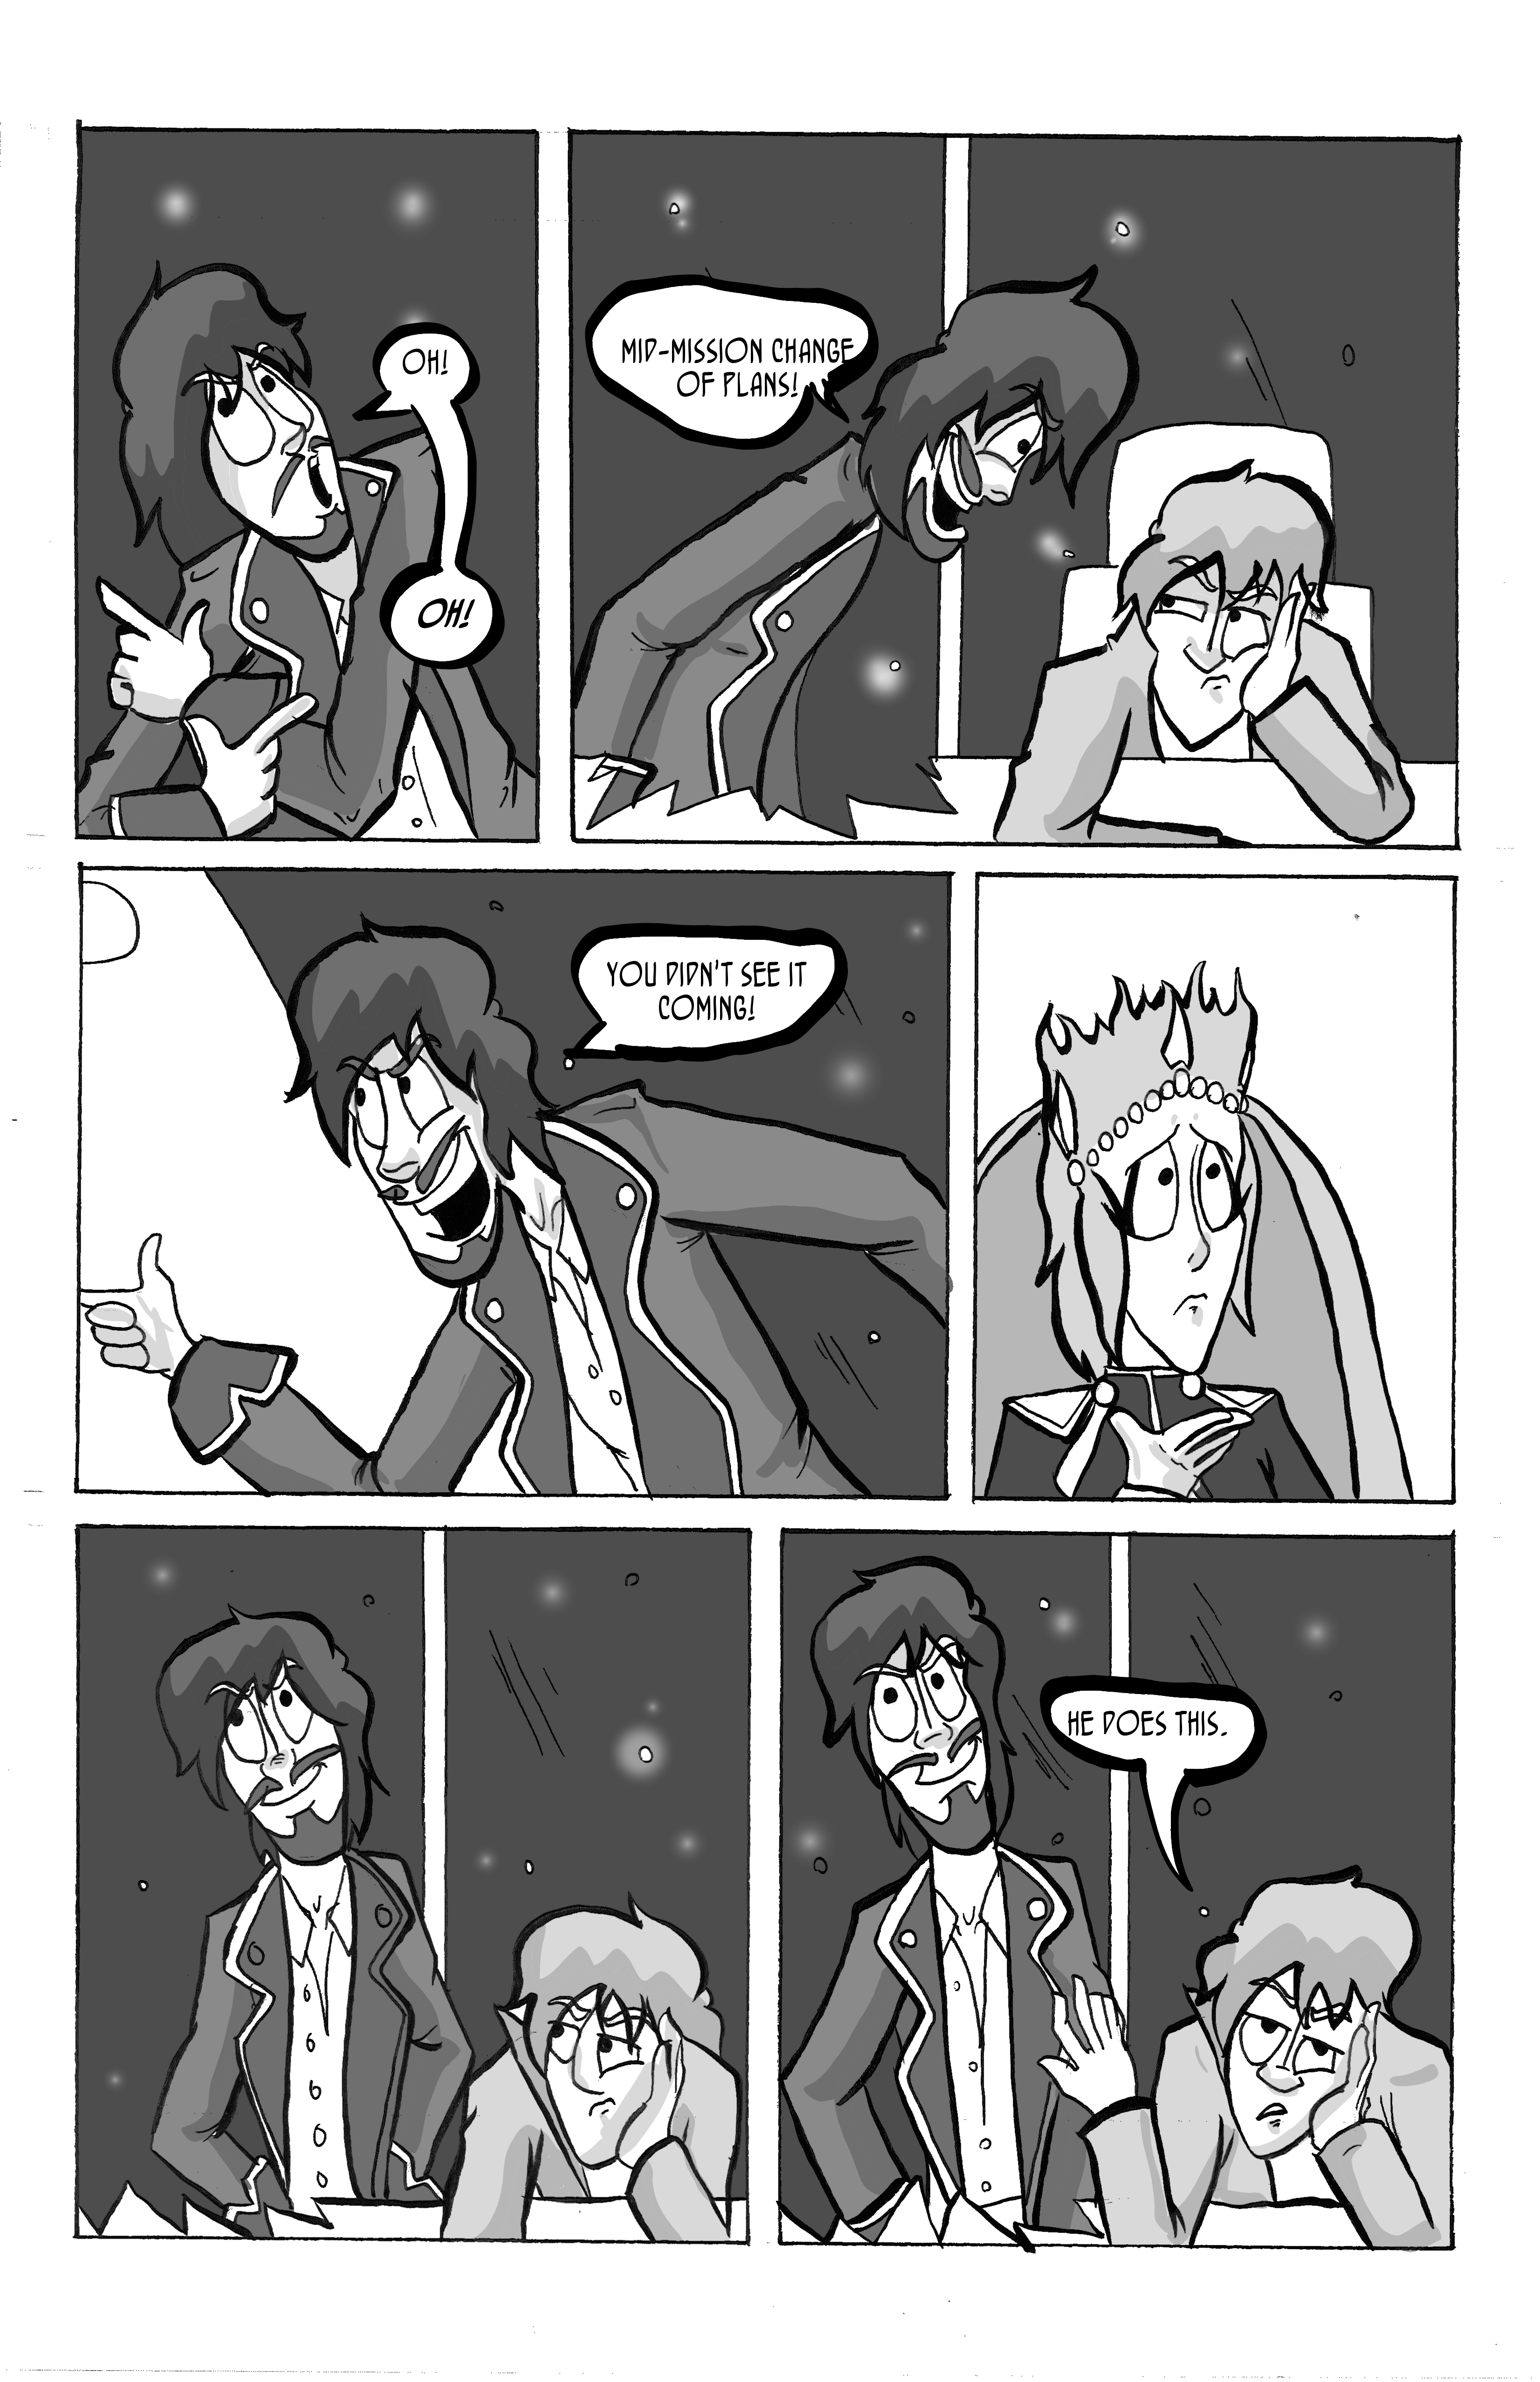 OH!
OH!
MID-MISSION CHANGE
OF PLANS!
YOU DIDN'T SEE IT
COMING!
HE DOES THIS.